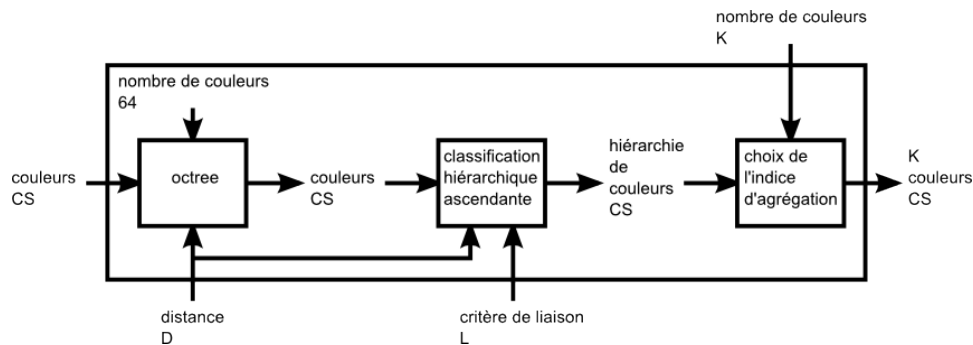 nombre de couleurs
K
nombre de couleurs
64
couleurs
CS
octree
couleurs
CS
classification
hiérarchique
ascendante
hiérarchie
de
couleurs
CS
choix de
l'indice
d'agrégation
K
couleurs
CS
distance
D
critère de liaison
L